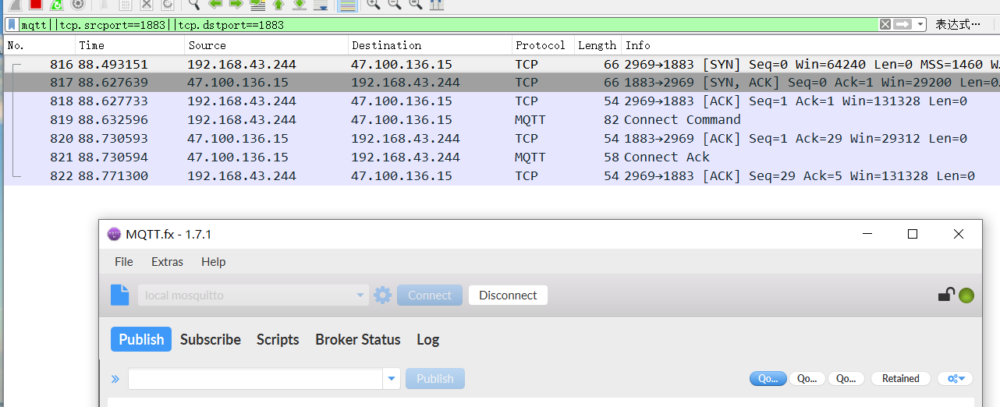 mqtt||tcp.srcport==1883||tcp.dstport==1883 表达式…
No. Time Source Destination Protocol Length Info
816 88.493151 192.168.43.244 47.100.136.15 TCP 66 2969→1883 [SYN] Seq=0 Win=64240 Len=0 MSS=1460
817 88.627639 47.100.136.15 192.168.43.244 TCP 66 1883→2969 [SYN, ACK] Seq=0 Ack=1 Win=29200 Len=0
818 88.627733 192.168.43.244 47.100.136.15 TCP 54 2969→1883 [ACK] Seq=1 Ack=1 Win=131328 Len=0
819 88.632596 192.168.43.244 47.100.136.15 MQTT 82 Connect Command
820 88.730593 47.100.136.15 192.168.43.244 TCP 54 1883→2969 [ACK] Seq=1 Ack=29 Win=29312 Len=0
821 88.730594 47.100.136.15 192.168.43.244 MQTT 58 Connect Ack
822 88.771300 192.168.43.244 47.100.136.15 TCP 54 2969→1883 [ACK] Seq=29 Ack=5 Win=131328 Len=0
MQTT.fx - 1.7.1
File Extras Help
local mosquitto Connect Disconnect
Publish Subscribe Scripts Broker Status Log
Publish Qo... Qo... Qo... Retained